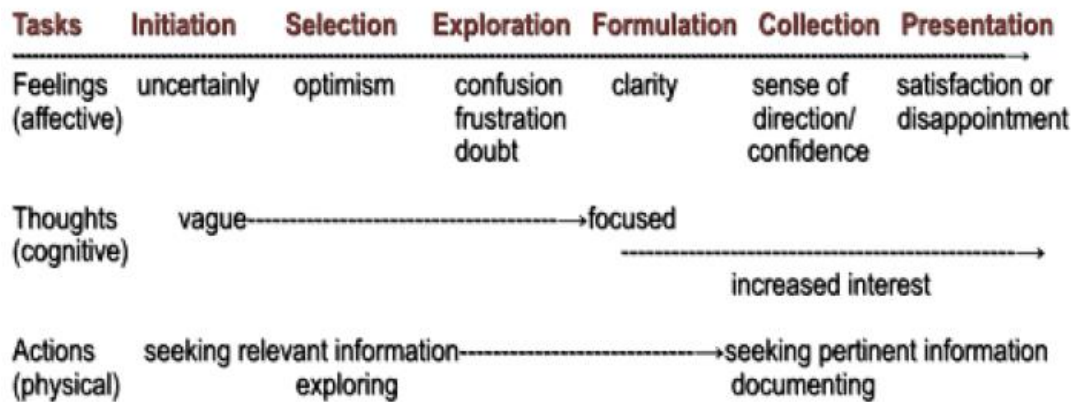 Tasks Initiation Selection Exploration Formulation Collection Presentation
Feelings uncertainly optimism confusion clarity sense of satisfaction or
(affective) frustration direction/ disappointment
doubt confidence
Thoughts vague focused
(cognitive)
increased interest
Actions seeking relevant information seeking pertinent information
(physical) exploring documenting